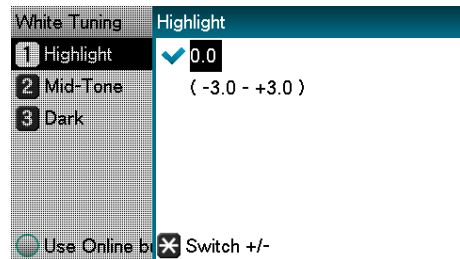 White Tuning
1 Highlight
2 Mid-Tone
3 Dark
Use Online
Highlight
0.0
( -3.0 - +3.0 )
Switch +/-